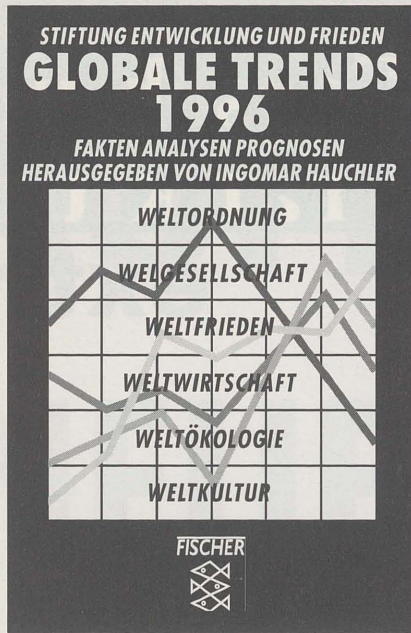 STIFTUNG ENTWICKLUNG UND FRIEDEN
GLOBALE TRENDS
1996
FAKTEN ANALYSEN PROGNOSEN
HERAUSGEGEBEN VON INGOMAR HAUCHLER
WELTORDNUNG
WELGESELLSCHAFT
WELTFRIEDEN
WELTWIRTSCHAFT
WELTÖKOLOGIE
WELTKULTUR
FISCHER